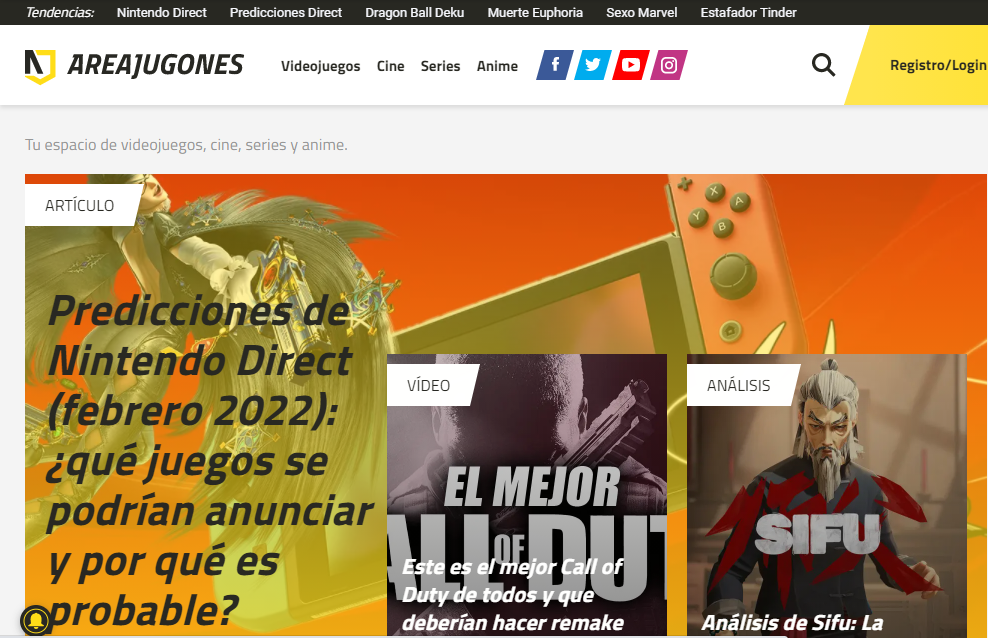 Tendencias: Nintendo Direct Predicciones Direct Dragon Ball Deku Muerte Euphoria Sexo Marvel Estafador Tinder
AREAJUGONES Videojuegos Cine Series Anime Registro/Login
Tu espacio de videojuegos, cine, series y anime.
ARTÍCULO
X
A
Y
B
Predicciones de
Nintendo Direct
(febrero 2022):
¿qué juegos se
podrían anunciar
y por qué es
probable?
VÍDEO
EL MEJOR
CALL OF DUT
Este es el mejor Call of
Duty de todos y que
deberían hacer remake
ANÁLISIS
SIFU
Análisis de Sifu: La